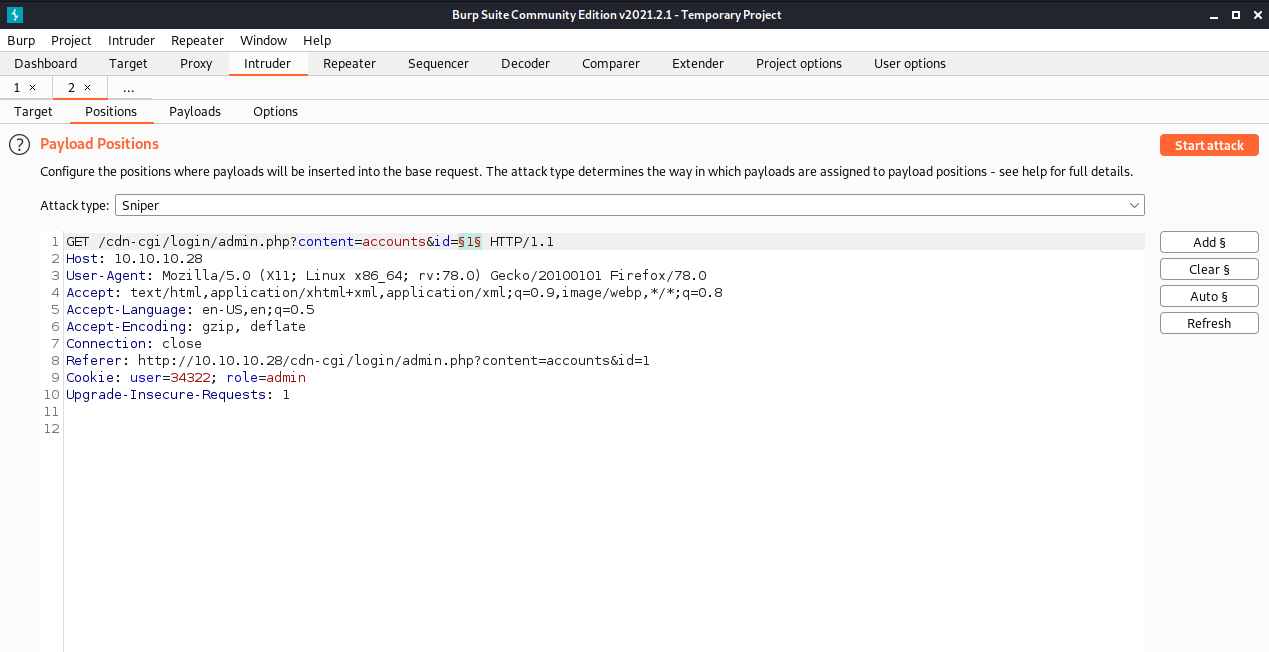 Burp Suite Community Edition v2021.2.1 - Temporary Project
Burp Project Intruder Repeater Window Help
Dashboard Target Proxy Intruder Repeater Sequencer Decoder Comparer Extender Project options User options
1 × 2 × ...
Target Positions Payloads Options
? Payload Positions
Start attack
Configure the positions where payloads will be inserted into the base request. The attack type determines the way in which payloads are assigned to payload positions - see help for full details.
Attack type: Sniper
1 GET /cdn-cgi/login/admin.php?content=accounts&id=§1§ HTTP/1.1
2 Host: 10.10.10.28
3 User-Agent: Mozilla/5.0 (X11; Linux x86_64; rv:78.0) Gecko/20100101 Firefox/78.0
4 Accept: text/html,application/xhtml+xml,application/xml;q=0.9,image/webp,*/*;q=0.8
5 Accept-Language: en-US,en;q=0.5
6 Accept-Encoding: gzip, deflate
7 Connection: close
8 Referer: http://10.10.10.28/cdn-cgi/login/admin.php?content=accounts&id=1
9 Cookie: user=34322; role=admin
10 Upgrade-Insecure-Requests: 1
11
12
Add §
Clear §
Auto §
Refresh